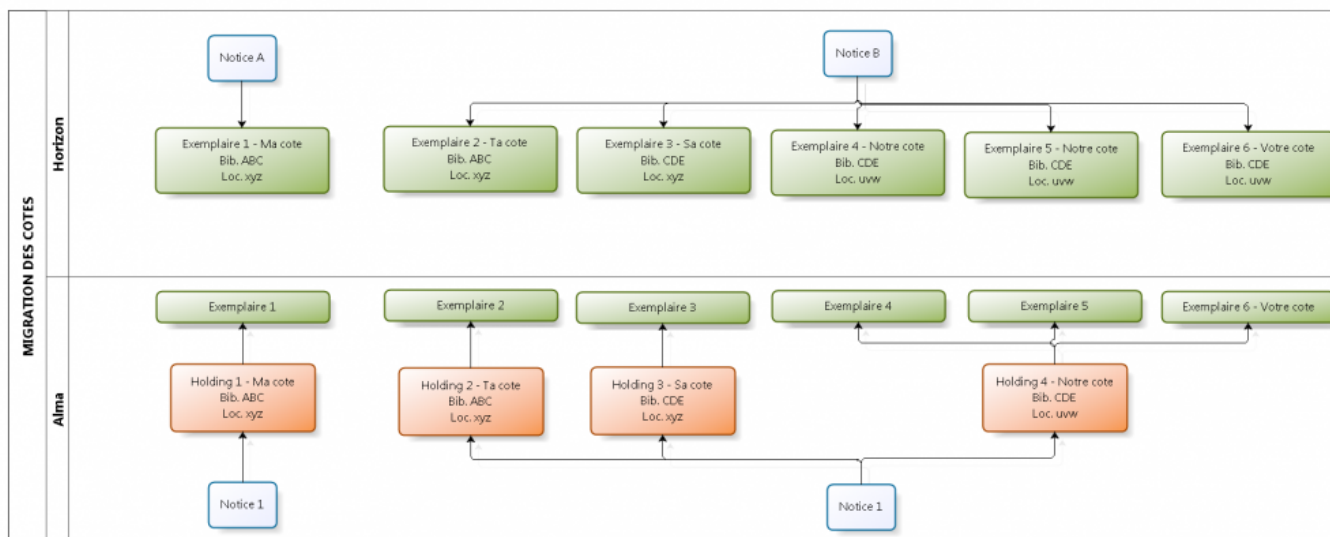 MIGRATION DES COTES
Horizon
Notice A
Notice B
Exemplaire 1 - Ma cote
Bib. ABC
Loc. xyz
Exemplaire 2 - Ta cote
Bib. ABC
Loc. xyz
Exemplaire 3 - Sa cote
Bib. CDE
Loc. xyz
Exemplaire 4 - Notre cote
Bib. CDE
Loc. uvw
Exemplaire 5 - Notre cote
Bib. CDE
Loc. uvw
Exemplaire 6 - Votre cote
Bib. CDE
Loc. uvw
Alma
Exemplaire 1
Exemplaire 2
Exemplaire 3
Exemplaire 4
Exemplaire 5
Exemplaire 6 - Votre cote
Holding 1 - Ma cote
Bib. ABC
Loc. xyz
Holding 2 - Ta cote
Bib. ABC
Loc. xyz
Holding 3 - Sa cote
Bib. CDE
Loc. xyz
Holding 4 - Notre cote
Bib. CDE
Loc. uvw
Notice 1
Notice 1